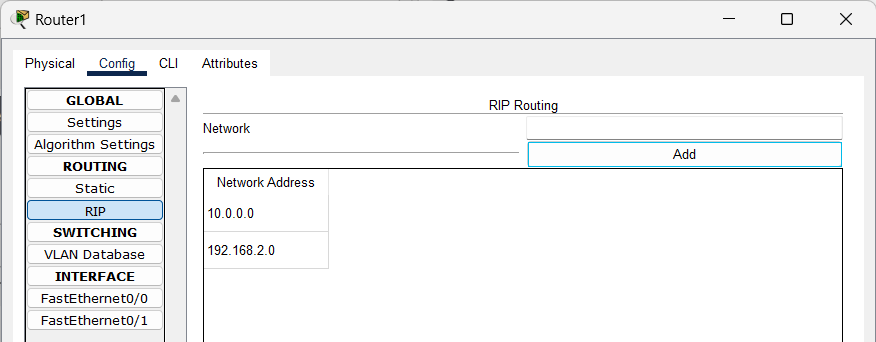 Router1
Physical Config CLI Attributes
GLOBAL
Settings
Algorithm Settings
ROUTING
Static
RIP
SWITCHING
VLAN Database
INTERFACE
FastEthernet0/0
FastEthernet0/1
RIP Routing
Network
Add
Network Address
10.0.0.0
192.168.2.0